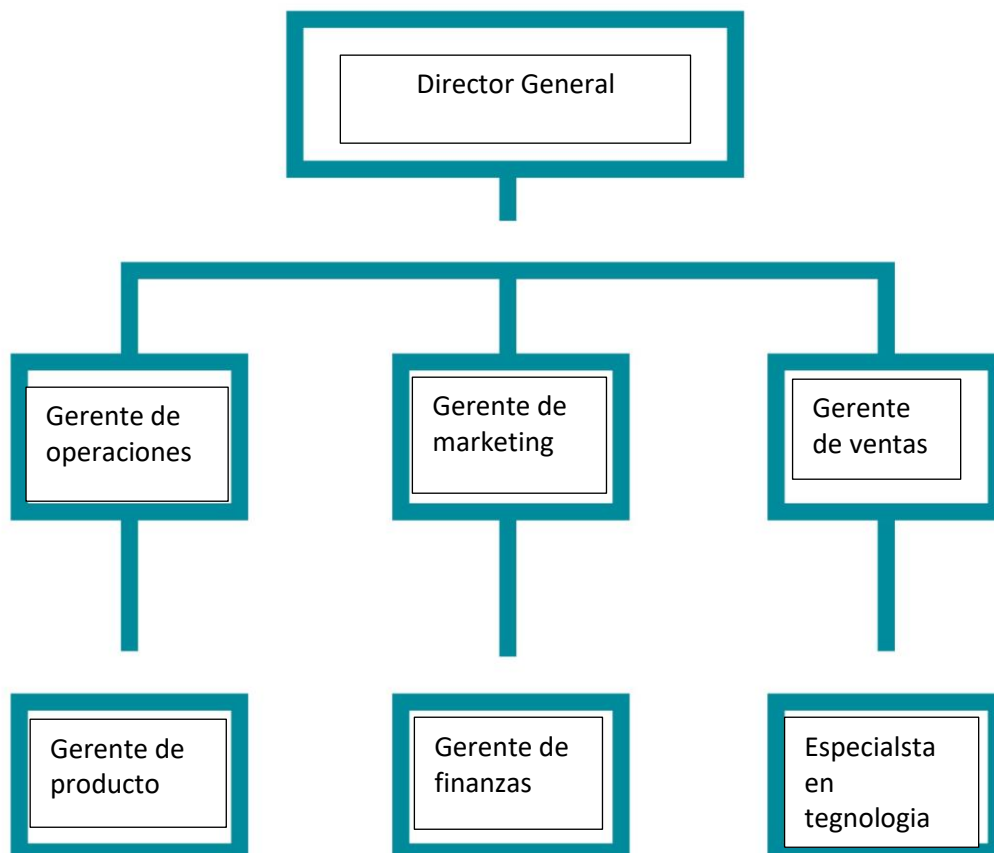 Director General
Gerente de
operaciones
Gerente de
marketing
Gerente
de ventas
Gerente de
producto
Gerente de
finanzas
Especialsta
en
tegnologia